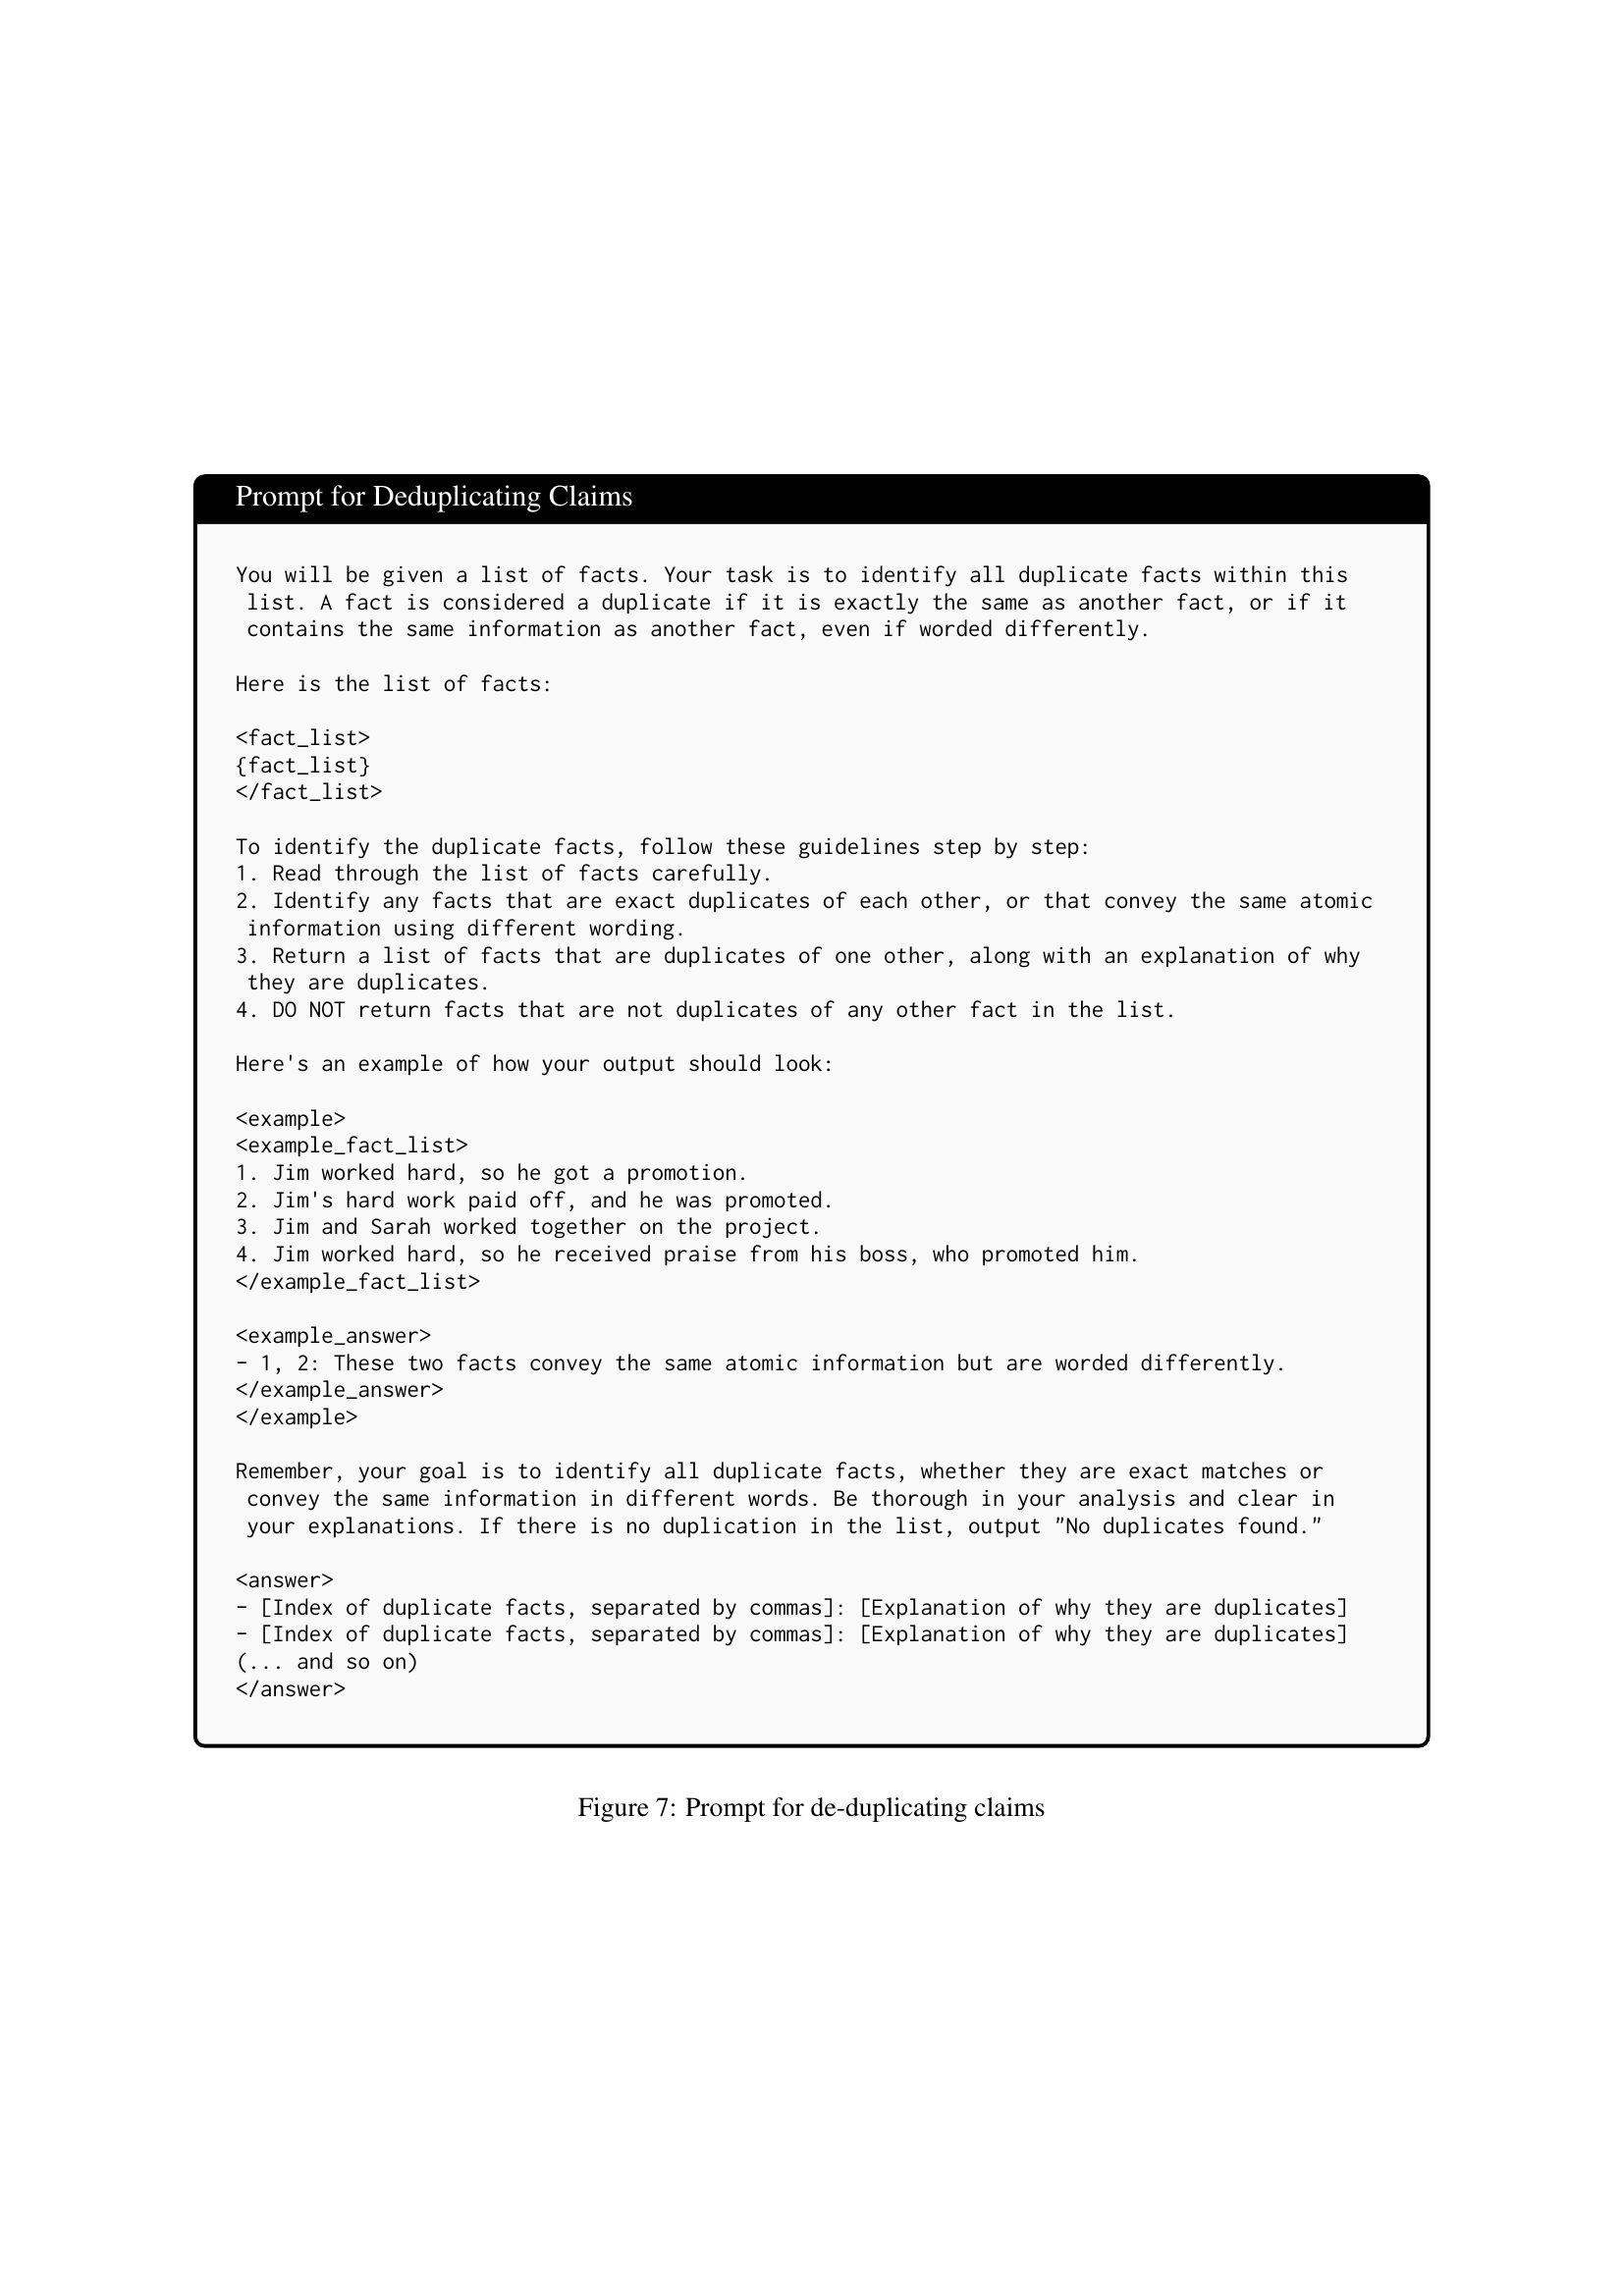 Prompt for Deduplicating Claims
You will be given a list of facts. Your task is to identify all duplicate facts within this
list. A fact is considered a duplicate if it is exactly the same as another fact, or if it
contains the same information as another fact, even if worded differently.
Here is the list of facts:
<fact_list>
{fact_list}
</fact_list>
To identify the duplicate facts, follow these guidelines step by step:
1. Read through the list of facts carefully.
2. Identify any facts that are exact duplicates of each other, or that convey the same atomic
information using different wording.
3. Return a list of facts that are duplicates of one other, along with an explanation of why
they are duplicates.
4. DO NOT return facts that are not duplicates of any other fact in the list.
Here's an example of how your output should look:
<example>
<example_fact_list>
1. Jim worked hard, so he got a promotion.
2. Jim's hard work paid off, and he was promoted.
3. Jim and Sarah worked together on the project.
4. Jim worked hard, so he received praise from his boss, who promoted him.
</example_fact_list>
<example_answer>
- 1, 2: These two facts convey the same atomic information but are worded differently.
</example_answer>
</example>
Remember, your goal is to identify all duplicate facts, whether they are exact matches or
convey the same information in different words. Be thorough in your analysis and clear in
your explanations. If there is no duplication in the list, output "No duplicates found."
<answer>
- [Index of duplicate facts, separated by commas]: [Explanation of why they are duplicates]
- [Index of duplicate facts, separated by commas]: [Explanation of why they are duplicates]
(... and so on)
</answer>
Figure 7: Prompt for de-duplicating claims